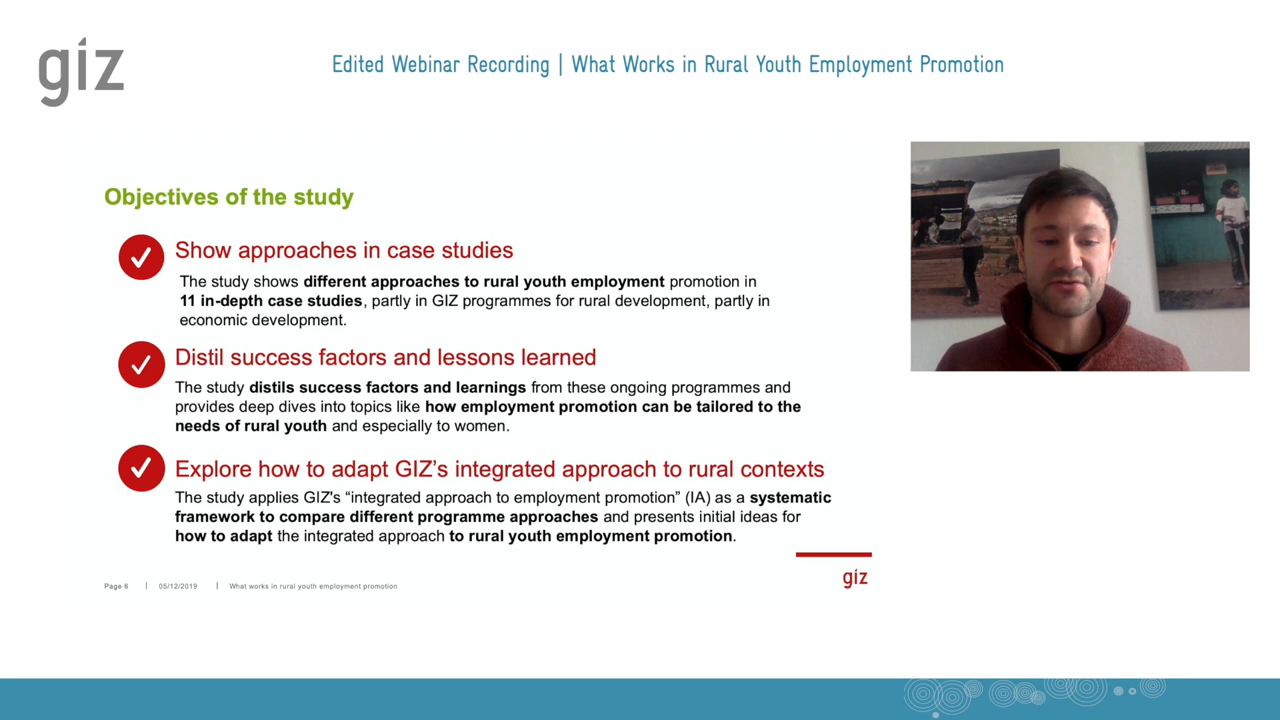 giz
Edited Webinar Recording | What Works in Rural Youth Employment Promotion
Objectives of the study
Show approaches in case studies
The study shows different approaches to rural youth employment promotion in
11 in-depth case studies, partly in GIZ programmes for rural development, partly in
economic development.
Distil success factors and lessons learned
The study distils success factors and learnings from these ongoing programmes and
provides deep dives into topics like how employment promotion can be tailored to the
needs of rural youth and especially to women.
Explore how to adapt GIZ's integrated approach to rural contexts
The study applies GIZ's “integrated approach to employment promotion” (IA) as a systematic
framework to compare different programme approaches and presents initial ideas for
how to adapt the integrated approach to rural youth employment promotion.
Page 6 | 05/12/2019 | What works in rural youth employment promotion
giz